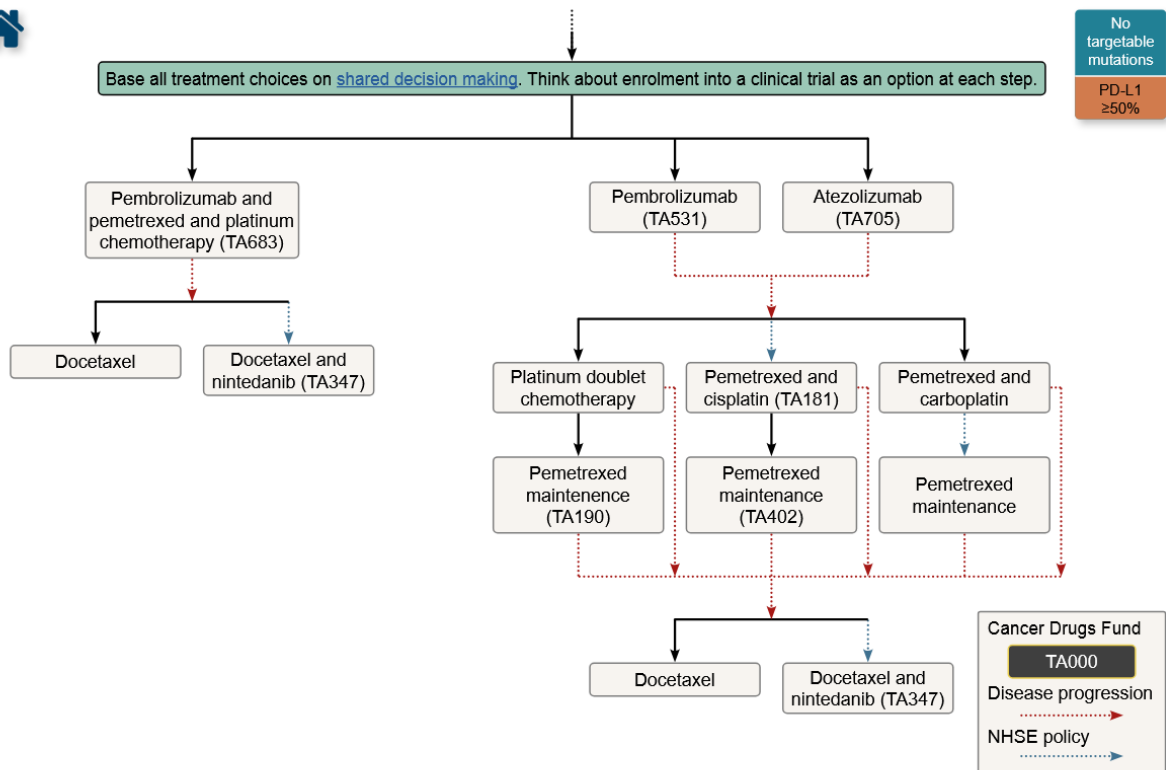 No
targetable
mutations
PD-L1
≥50%
Base all treatment choices on shared decision making. Think about enrolment into a clinical trial as an option at each step.
Pembrolizumab and
pemetrexed and platinum
chemotherapy (TA683)
Pembrolizumab
(TA531)
Atezolizumab
(TA705)
Docetaxel
Docetaxel and
nintedanib (TA347)
Platinum doublet
chemotherapy
Pemetrexed and
cisplatin (TA181)
Pemetrexed and
carboplatin
Pemetrexed
maintenence
(TA190)
Pemetrexed
maintenance
(TA402)
Pemetrexed
maintenance
Docetaxel
Docetaxel and
nintedanib (TA347)
Cancer Drugs Fund
TA000
Disease progression
NHSE policy